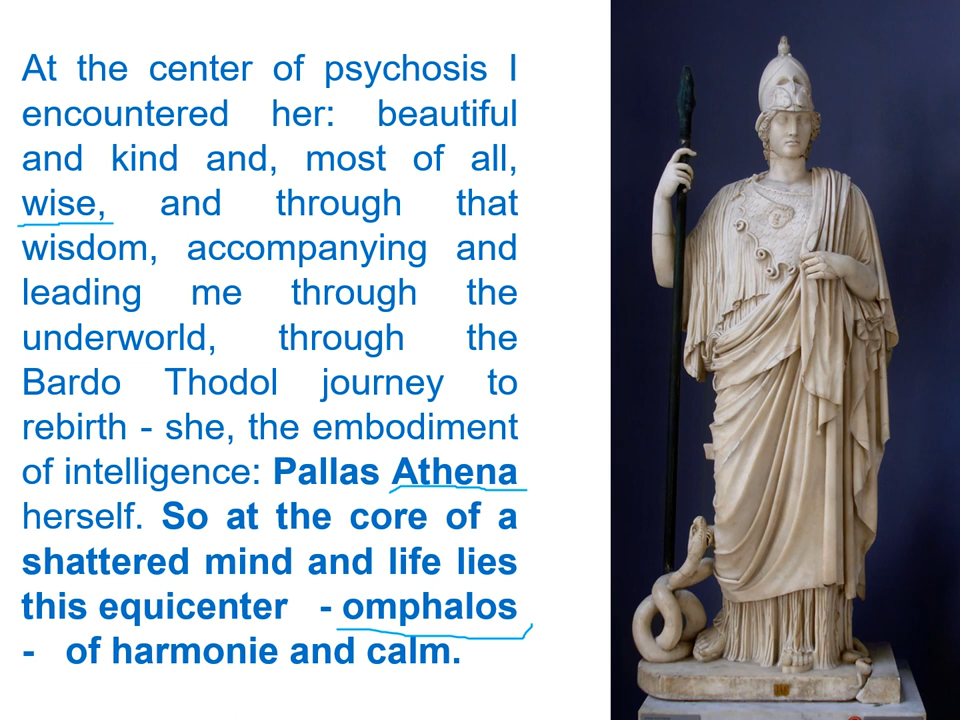 At the center of psychosis I
encountered her: beautiful
and kind and, most of all,
wise, and through that
wisdom, accompanying and
leading me through the
underworld, through the
Bardo Thodol journey to
rebirth - she, the embodiment
of intelligence: Pallas Athena
herself. So at the core of a
shattered mind and life lies
this equicenter - omphalos
- of harmonie and calm.